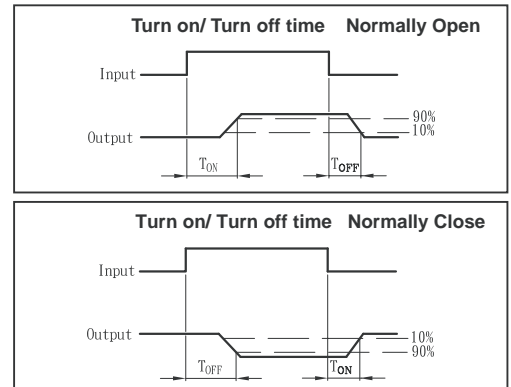 Turn on/ Turn off time Normally Open
Input
90%
10%
Output
TON
TOFF
Turn on/ Turn off time Normally Close
Input
Output
10%
90%
TOFF
TON